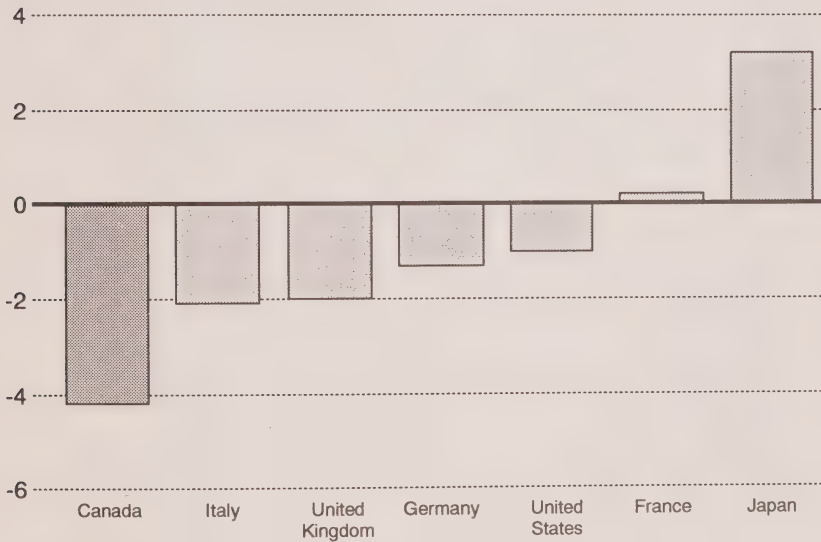 4
2
0
-2
-4
-6
Canada
Italy
United
Kingdom
Germany
United
States
France
Japan